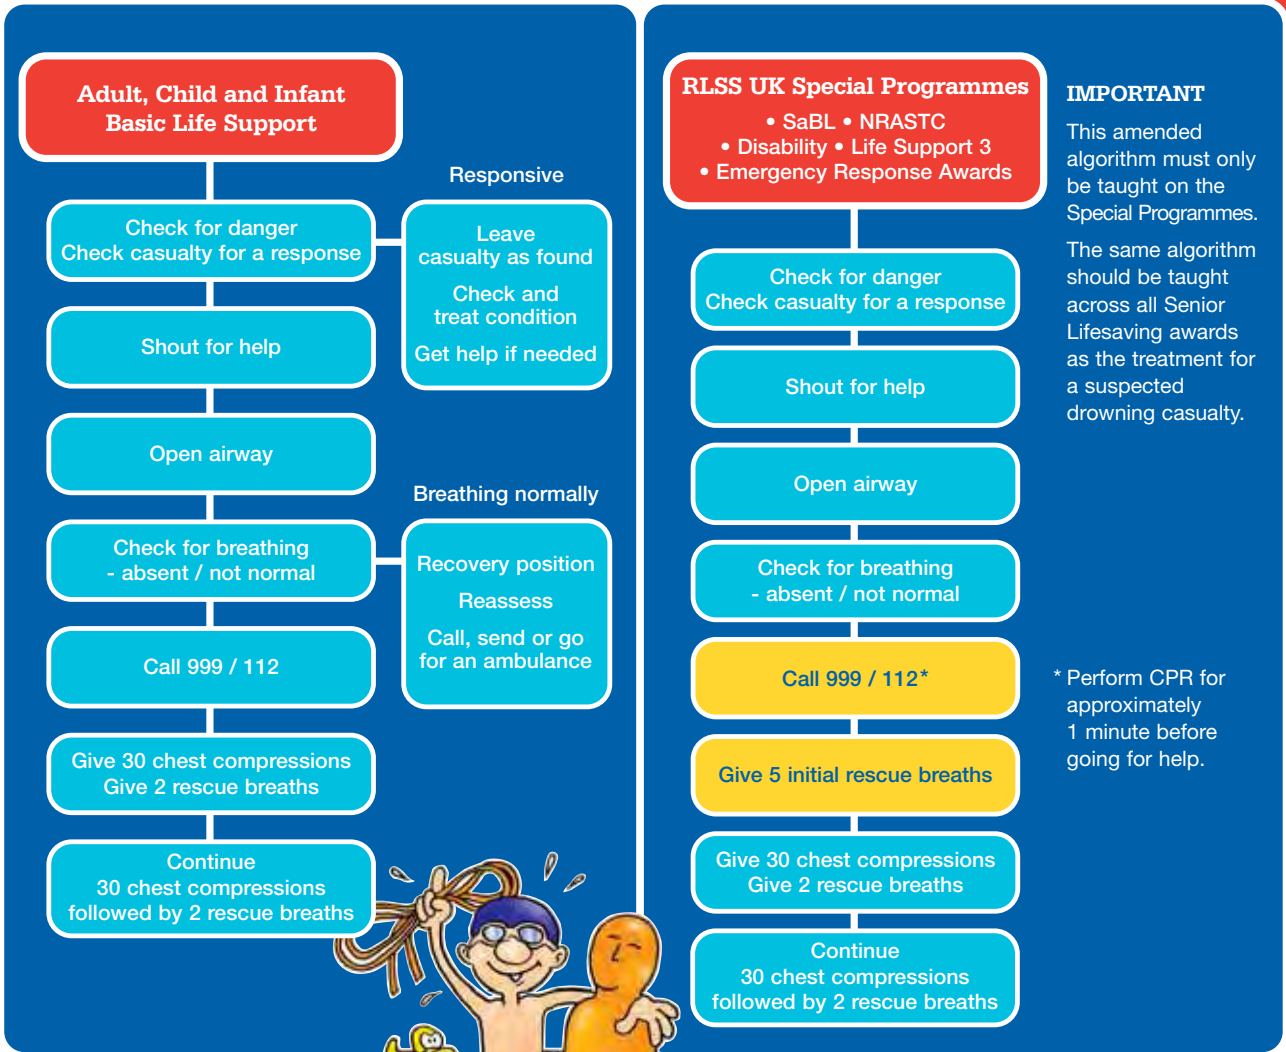 Adult, Child and Infant
Basic Life Support
Check for danger
Check casualty for a response
Responsive
Leave
casualty as found
Check and
treat condition
Get help if needed
Shout for help
Open airway
Check for breathing
- absent / not normal
Breathing normally
Recovery position
Reassess
Call, send or go
for an ambulance
Call 999 / 112
Give 30 chest compressions
Give 2 rescue breaths
Continue
30 chest compressions
followed by 2 rescue breaths
RLSS UK Special Programmes
• SaBL • NRASTC
• Disability • Life Support 3
• Emergency Response Awards
Check for danger
Check casualty for a response
Shout for help
Open airway
Check for breathing
- absent / not normal
Call 999 / 112*
Give 5 initial rescue breaths
Give 30 chest compressions
Give 2 rescue breaths
Continue
30 chest compressions
followed by 2 rescue breaths
IMPORTANT
This amended
algorithm must only
be taught on the
Special Programmes.
The same algorithm
should be taught
across all Senior
Lifesaving awards
as the treatment for
a suspected
drowning casualty.
* Perform CPR for
approximately
1 minute before
going for help.